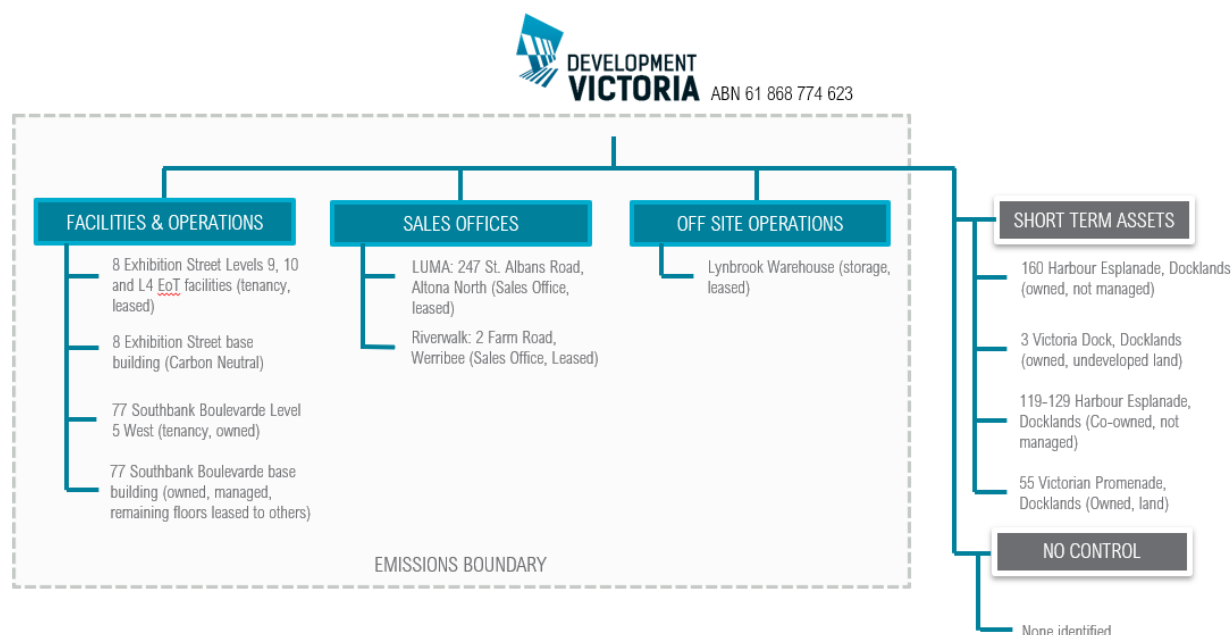 DEVELOPMENT
VICTORIA
ABN 61 868 774 623
FACILITIES & OPERATIONS
8 Exhibition Street Levels 9, 10
and L4 EoT facilities (tenancy,
leased)
8 Exhibition Street base
building (Carbon Neutral)
77 Southbank Boulevarde Level
5 West (tenancy, owned)
77 Southbank Boulevarde base
building (owned, managed,
remaining floors leased to others)
SALES OFFICES
LUMA: 247 St. Albans Road,
Altona North (Sales Office,
leased)
Riverwalk: 2 Farm Road,
Werribee (Sales Office, Leased)
OFF SITE OPERATIONS
Lynbrook Warehouse (storage,
leased)
EMISSIONS BOUNDARY
SHORT TERM ASSETS
160 Harbour Esplanade, Docklands
(owned, not managed)
3 Victoria Dock, Docklands
(owned, undeveloped land)
119-129 Harbour Esplanade,
Docklands (Co-owned, not
managed)
55 Victorian Promenade,
Docklands (Owned, land)
NO CONTROL
None identified